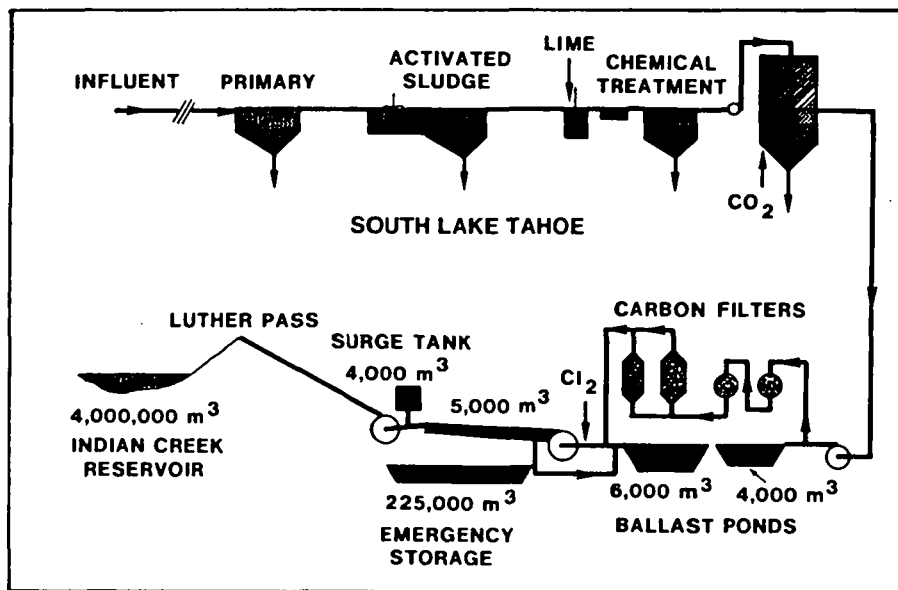 INFLUENT
PRIMARY
ACTIVATED
SLUDGE
LIME
CHEMICAL
TREATMENT
CO2
SOUTH LAKE TAHOE
LUTHER PASS
SURGE TANK
4,000 m3
5,000 m3
Cl2
CARBON FILTERS
4,000,000 m3
INDIAN CREEK
RESERVOIR
225,000 m3
EMERGENCY
STORAGE
6,000 m3
4,000 m3
BALLAST PONDS